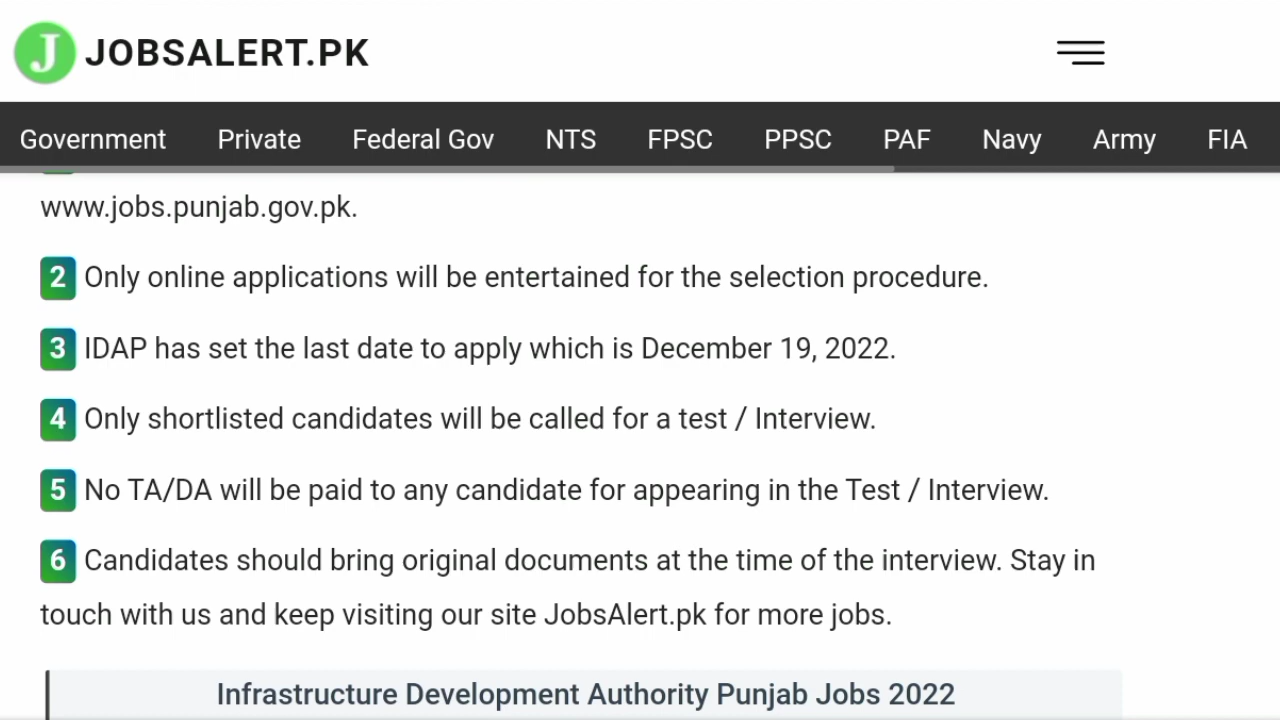 J JOBSALERT.PK
Government Private Federal Gov NTS FPSC PPSC PAF Navy Army FIA
www.jobs.punjab.gov.pk.
2 Only online applications will be entertained for the selection procedure.
3 IDAP has set the last date to apply which is December 19, 2022.
4 Only shortlisted candidates will be called for a test / Interview.
5 No TA/DA will be paid to any candidate for appearing in the Test / Interview.
6 Candidates should bring original documents at the time of the interview. Stay in
touch with us and keep visiting our site JobsAlert.pk for more jobs.
Infrastructure Development Authority Punjab Jobs 2022